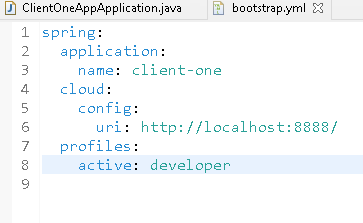 ClientOneAppApplication.java bootstrap.yml
1 spring:
2   application:
3     name: client-one
4   cloud:
5     config:
6       uri: http://localhost:8888/
7   profiles:
8     active: developer
9